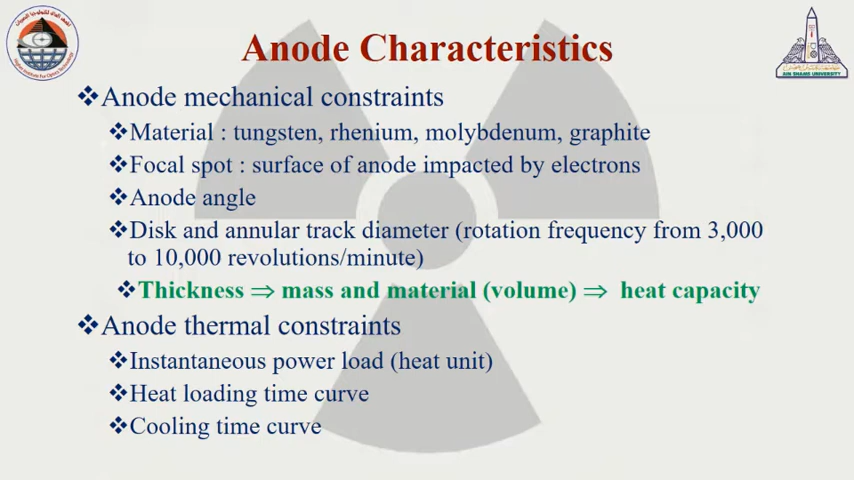 Anode Characteristics
❖Anode mechanical constraints
❖Material : tungsten, rhenium, molybdenum, graphite
❖Focal spot : surface of anode impacted by electrons
❖Anode angle
❖Disk and annular track diameter (rotation frequency from 3,000
to 10,000 revolutions/minute)
❖Thickness ⇒ mass and material (volume) ⇒ heat capacity
❖Anode thermal constraints
❖Instantaneous power load (heat unit)
❖Heat loading time curve
❖Cooling time curve
AIN SHAMS UNIVERSITY